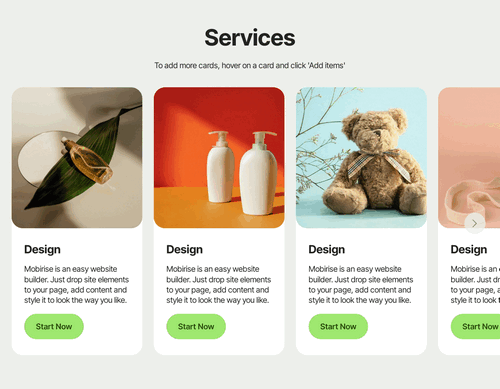 Services
To add more cards, hover on a card and click 'Add items'
Design
Mobirise is an easy website
builder. Just drop site elements
to your page, add content and
style it to look the way you like.
Start Now
Design
Mobirise is an easy website
builder. Just drop site elements
to your page, add content and
style it to look the way you like.
Start Now
Design
Mobirise is an easy website
builder. Just drop site elements
to your page, add content and
style it to look the way you like.
Start Now
Design
Mobirise is an
builder. Just
to your page,
style it to look
Start Now